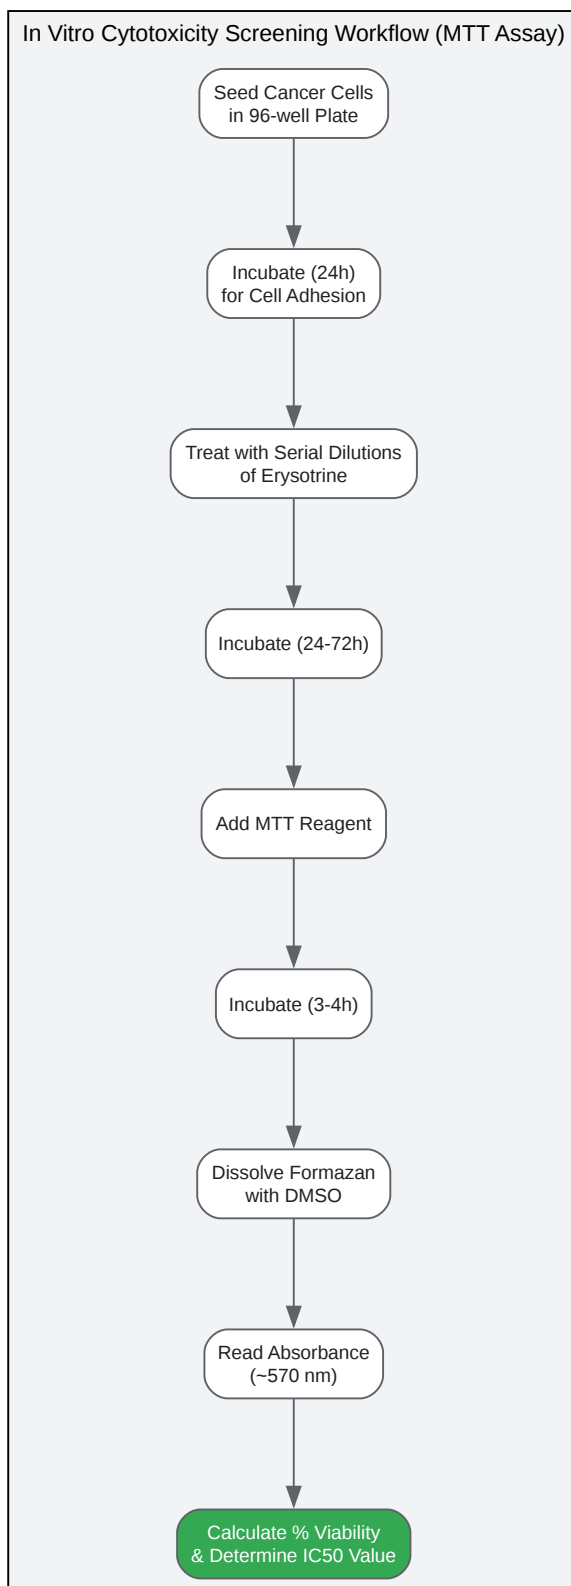 In Vitro Cytotoxicity Screening Workflow (MTT Assay)
Seed Cancer Cells
in 96-well Plate
Incubate (24h)
for Cell Adhesion
Treat with Serial Dilutions
of Erysotrine
Incubate (24-72h)
Add MTT Reagent
Incubate (3-4h)
Dissolve Formazan
with DMSO
Read Absorbance
(~570 nm)
Calculate % Viability
& Determine IC50 Value